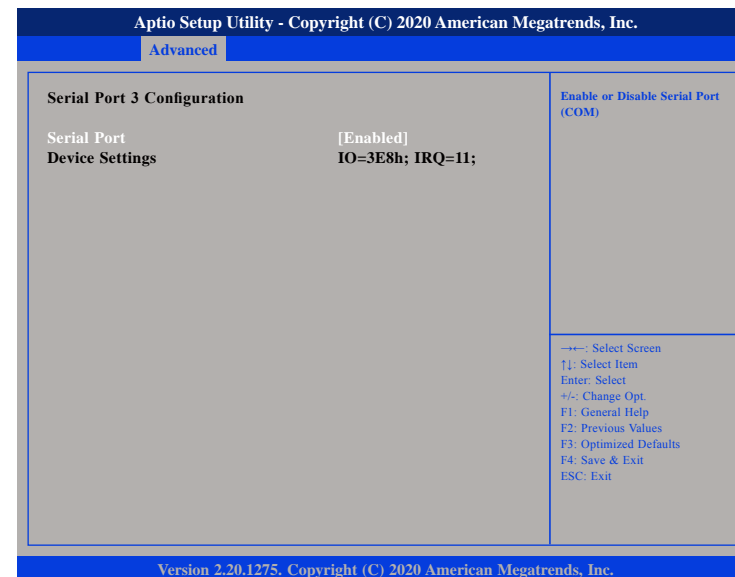 Aptio Setup Utility - Copyright (C) 2020 American Megatrends, Inc.
Advanced
Serial Port 3 Configuration
Serial Port [Enabled]
Device Settings IO=3E8h; IRQ=11;
Enable or Disable Serial Port
(COM)
→←: Select Screen
↑↓: Select Item
Enter: Select
+/-: Change Opt.
F1: General Help
F2: Previous Values
F3: Optimized Defaults
F4: Save & Exit
ESC: Exit
Version 2.20.1275. Copyright (C) 2020 American Megatrends, Inc.